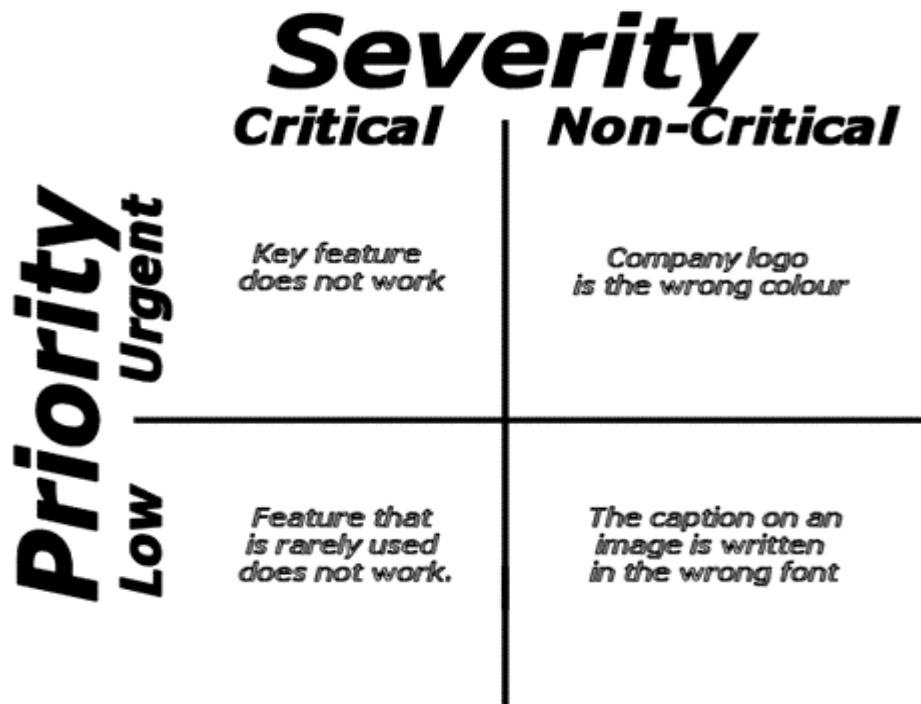 Severity
Critical
Non-Critical
Priority
Urgent
Key feature
does not work
Company logo
is the wrong colour
Low
Feature that
is rarely used
does not work.
The caption on an
image is written
in the wrong font